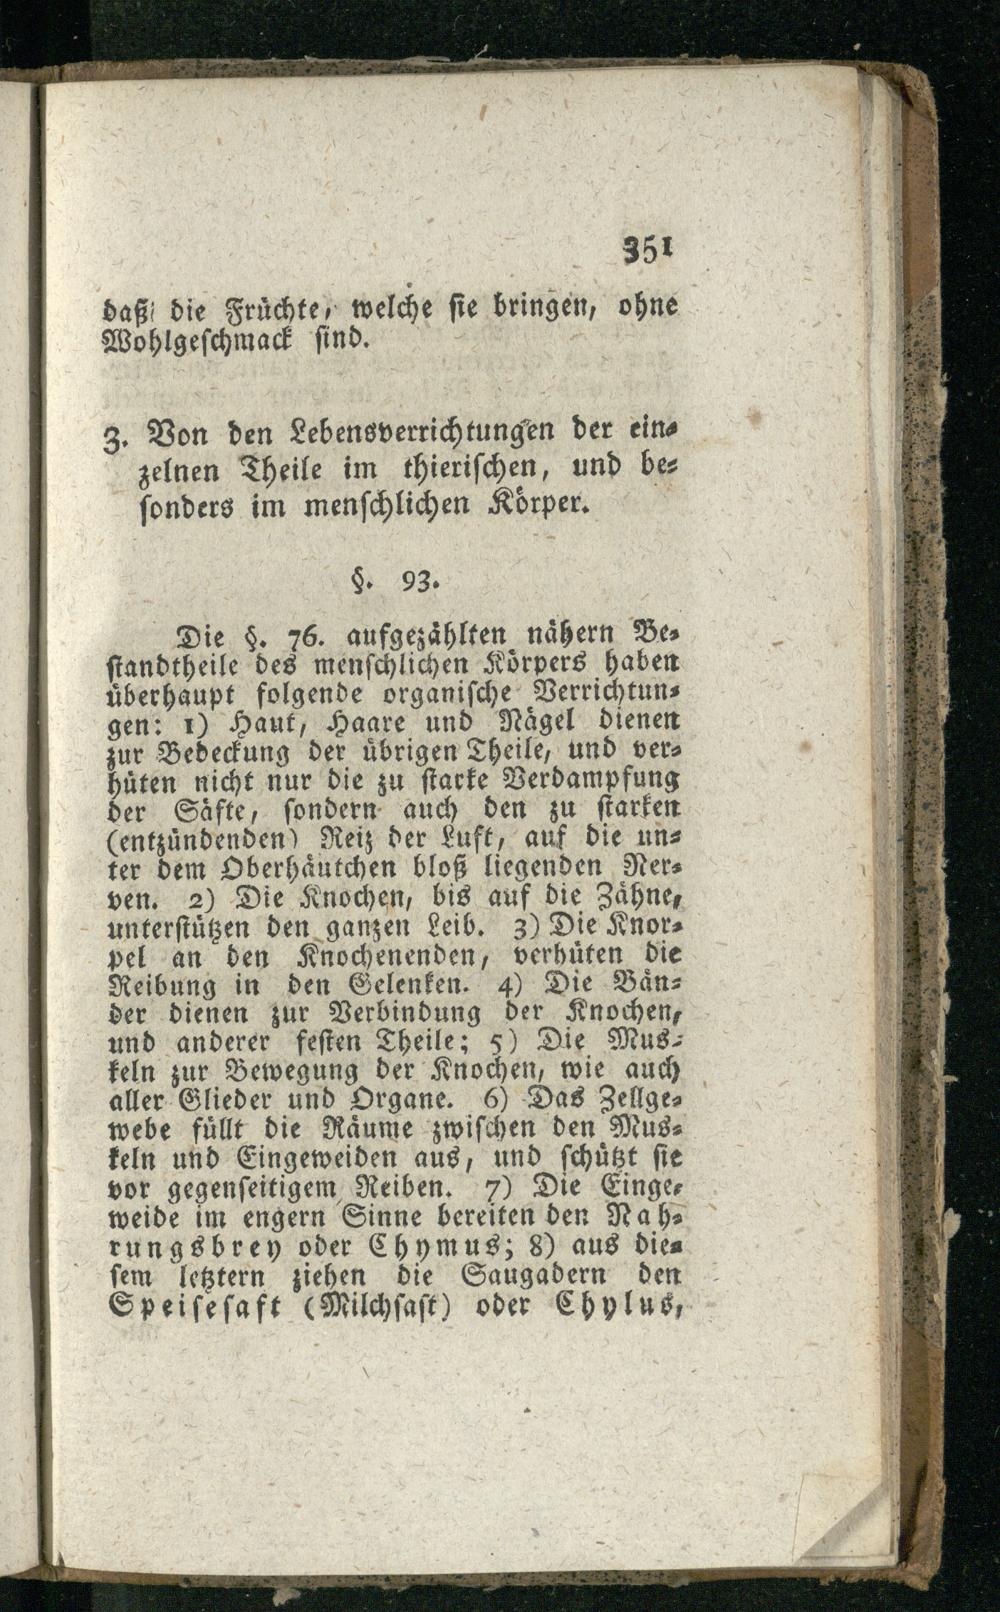 351
daß die Früchte, welche sie bringen, ohne
Wohlgeschmack sind.
3. Von den Lebensverrichtungen der ein-
zelnen Theile im thierischen, und be-
sonders im menschlichen Körper.
§. 93.
Die §. 76. aufgezählten nähern Be-
standtheile des menschlichen Körpers haben
überhaupt folgende organische Verrichtun-
gen: 1) Haut, Haare und Nägel dienen
zur Bedeckung der übrigen Theile, und ver-
hüten nicht nur die zu starke Verdampfung
der Säfte, sondern auch den zu starken
(entzündenden) Reiz der Luft, auf die un-
ter dem Oberhäutchen bloß liegenden Ner-
ven. 2) Die Knochen, bis auf die Zähne,
unterstützen den ganzen Leib. 3) Die Knor-
pel an den Knochenenden, verhüten die
Reibung in den Gelenken. 4) Die Bän-
der dienen zur Verbindung der Knochen,
und anderer festen Theile; 5) Die Mus-
keln zur Bewegung der Knochen, wie auch
aller Glieder und Organe. 6) Das Zellge-
webe füllt die Räume zwischen den Mus-
keln und Eingeweiden aus, und schützt sie
vor gegenseitigem Reiben. 7) Die Einge-
weide im engern Sinne bereiten den Nah-
rungsbrey oder Chymus; 8) aus die-
sem letztern ziehen die Saugadern den
Speisesaft (Milchsaft) oder Chylus,